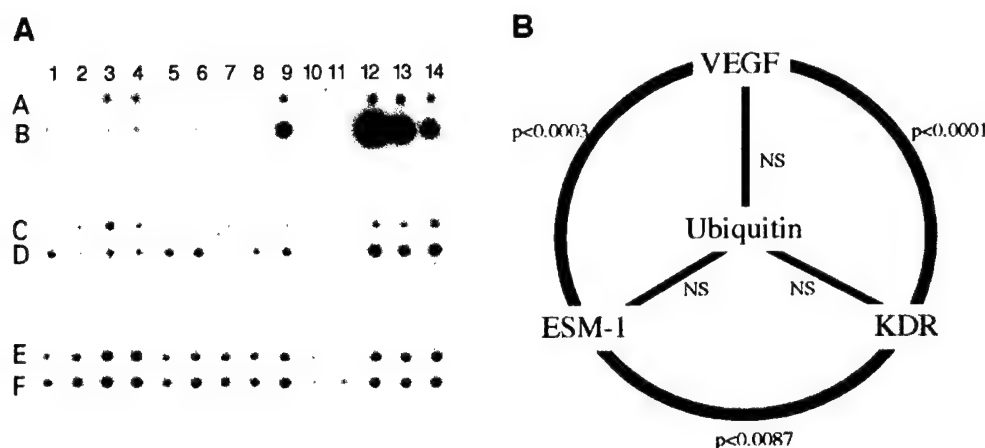 A
1 2 3 4 5 6 7 8 9 10 11 12 13 14
A
B
C
D
E
F
B
VEGF
p<0.0003
p<0.0001
NS
Ubiquitin
NS
NS
ESM-1
KDR
p<0.0087